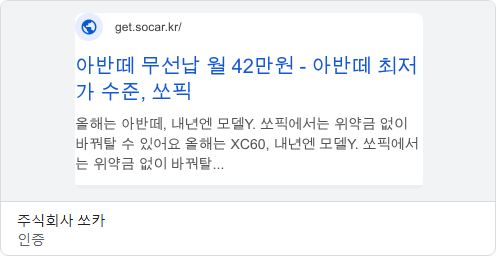 get.socar.kr/
아반떼 무선납 월 42만원 - 아반떼 최저
가 수준, 쏘픽
올해는 아반떼, 내년엔 모델Y. 쏘픽에서는 위약금 없이
바꿔탈 수 있어요 올해는 XC60, 내년엔 모델Y. 쏘픽에서
는 위약금 없이 바꿔탈...
주식회사 쏘카
인증